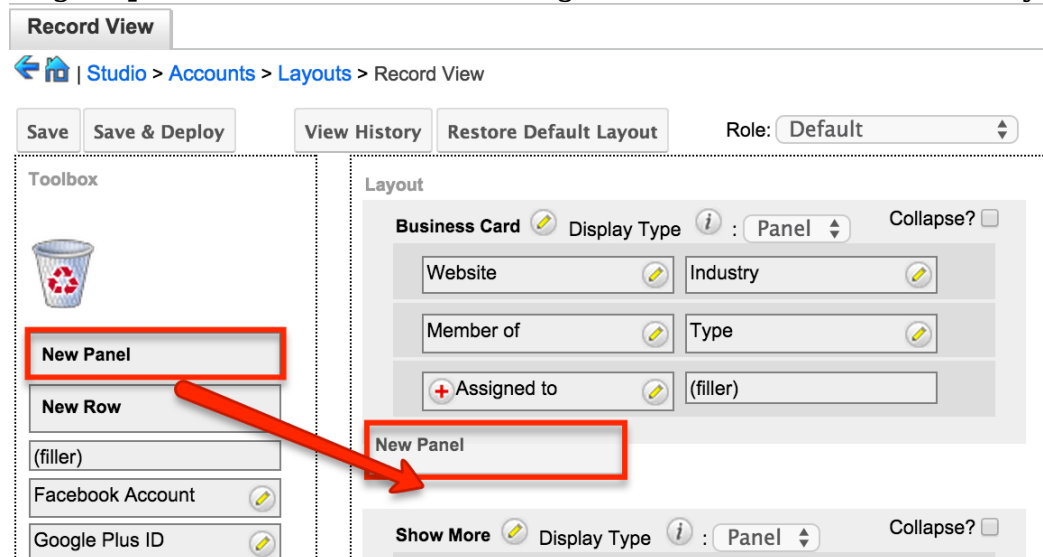 Record View
| Studio > Accounts > Layouts > Record View
Save Save & Deploy View History Restore Default Layout Role: Default
Toolbox
Layout
Business Card Display Type i : Panel Collapse?
Website Industry
Member of Type
Assigned to (filler)
New Panel
New Row
(filler)
Facebook Account
Google Plus ID
New Panel
Show More Display Type i : Panel Collapse?